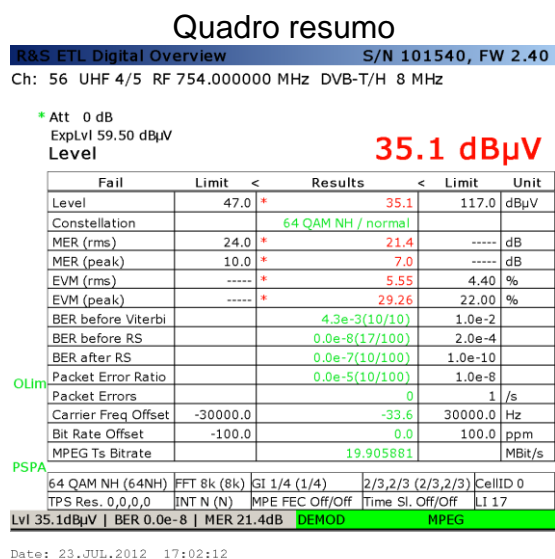 Quadro resumo
R&S ETL Digital Overview S/N 101540, FW 2.40
Ch: 56 UHF 4/5 RF 754.000000 MHz DVB-T/H 8 MHz
* Att 0 dB
ExpLvl 59.50 dBµV
Level 35.1 dBµV
Fail Limit < Results < Limit Unit
Level 47.0 * 35.1 117.0 dBµV
Constellation 64 QAM NH / normal
MER (rms) 24.0 * 21.4 ----- dB
MER (peak) 10.0 * 7.0 ----- dB
EVM (rms) ----- * 5.55 4.40 %
EVM (peak) ----- * 29.26 22.00 %
BER before Viterbi 4.3e-3(10/10) 1.0e-2
BER before RS 0.0e-8(17/100) 2.0e-4
BER after RS 0.0e-7(10/100) 1.0e-10
OLim
Packet Error Ratio 0.0e-5(10/100) 1.0e-8
Packet Errors 0 1 /s
Carrier Freq Offset -30000.0 -33.6 30000.0 Hz
Bit Rate Offset -100.0 0.0 100.0 ppm
MPEG Ts Bitrate 19.905881 MBit/s
PSPA
64 QAM NH (64NH) FFT 8k (8k) GI 1/4 (1/4) 2/3,2/3 (2/3,2/3) CellID 0
TPS Res. 0,0,0,0 INT N (N) MPE FEC Off/Off Time Sl. Off/Off LI 17
Lvl 35.1dBµV | BER 0.0e-8 | MER 21.4dB DEMOD MPEG
Date: 23.JUL.2012 17:02:12